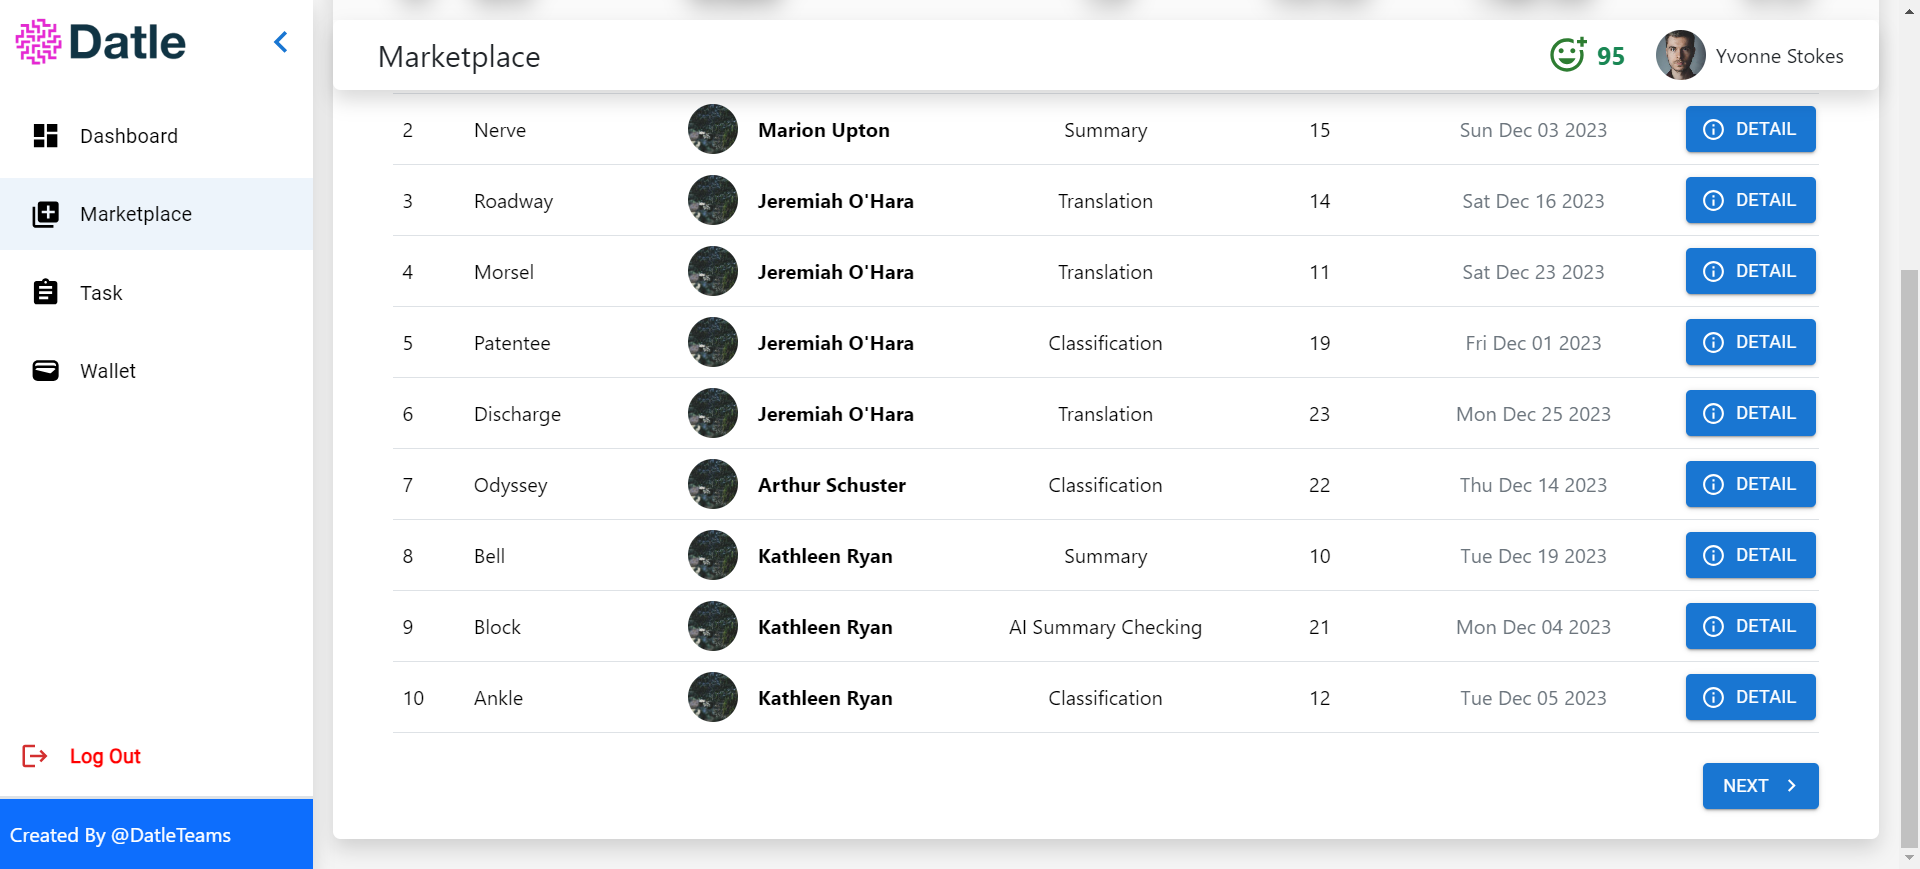 Datle
Marketplace
95
Yvonne Stokes
Dashboard
Marketplace
Task
Wallet
Log Out
Created By @DatleTeams
2 Nerve Marion Upton Summary 15 Sun Dec 03 2023 DETAIL
3 Roadway Jeremiah O'Hara Translation 14 Sat Dec 16 2023 DETAIL
4 Morsel Jeremiah O'Hara Translation 11 Sat Dec 23 2023 DETAIL
5 Patentee Jeremiah O'Hara Classification 19 Fri Dec 01 2023 DETAIL
6 Discharge Jeremiah O'Hara Translation 23 Mon Dec 25 2023 DETAIL
7 Odyssey Arthur Schuster Classification 22 Thu Dec 14 2023 DETAIL
8 Bell Kathleen Ryan Summary 10 Tue Dec 19 2023 DETAIL
9 Block Kathleen Ryan AI Summary Checking 21 Mon Dec 04 2023 DETAIL
10 Ankle Kathleen Ryan Classification 12 Tue Dec 05 2023 DETAIL
NEXT